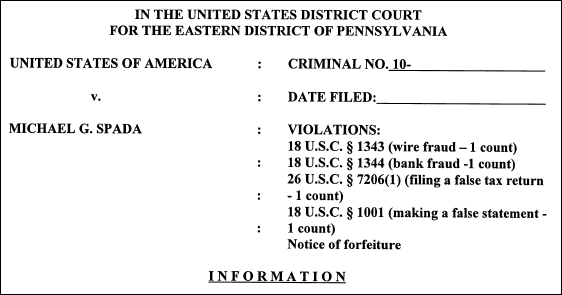 IN THE UNITED STATES DISTRICT COURT
FOR THE EASTERN DISTRICT OF PENNSYLVANIA
UNITED STATES OF AMERICA : CRIMINAL NO. 10-____________________
v. : DATE FILED:_________________________
MICHAEL G. SPADA : VIOLATIONS:
18 U.S.C. § 1343 (wire fraud – 1 count)
: 18 U.S.C. § 1344 (bank fraud -1 count)
26 U.S.C. § 7206(1) (filing a false tax return
: - 1 count)
18 U.S.C. § 1001 (making a false statement -
: 1 count)
Notice of forfeiture
INFORMATION